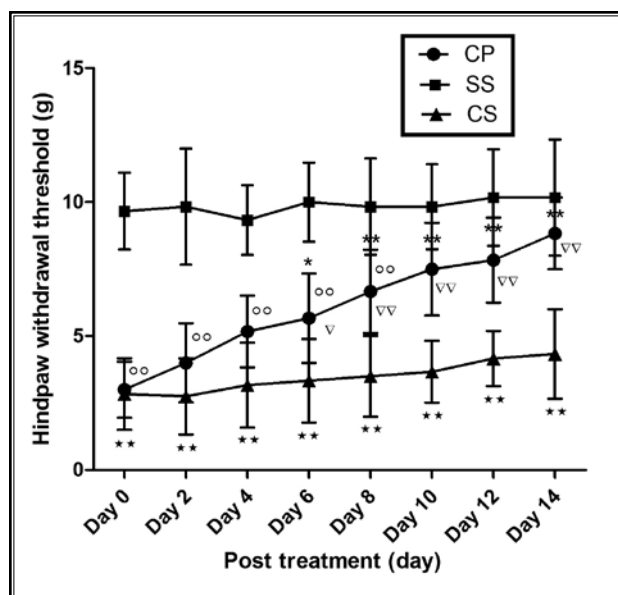 CP
SS
CS
Hindpaw withdrawal threshold (g)
15
10
5
0
** 
** ** **
*
○○ ○○ ○○ ○○ ○○
▽ ▽▽ ▽▽ ▽▽ ▽▽
★★ ★★ ★★ ★★ ★★ ★★ ★★ ★★
Day 0
Day 2
Day 4
Day 6
Day 8
Day 10
Day 12
Day 14
Post treatment (day)